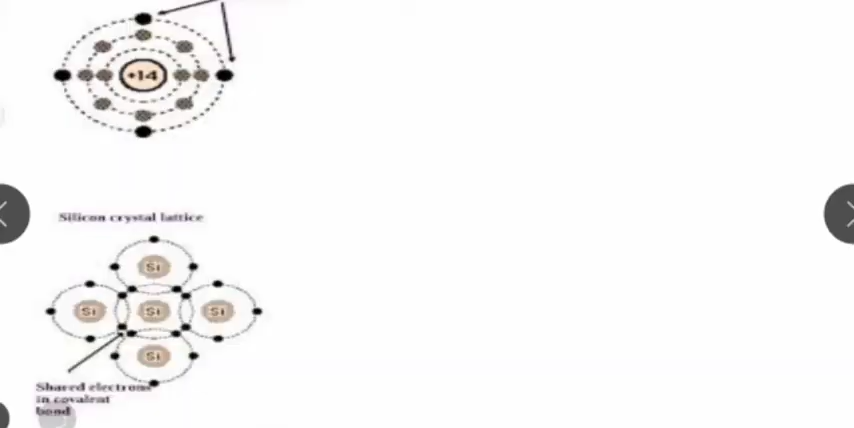 +14
Silicon crystal lattice
Si
Si
Si
Si
Si
Shared electrons
in covalent
bond